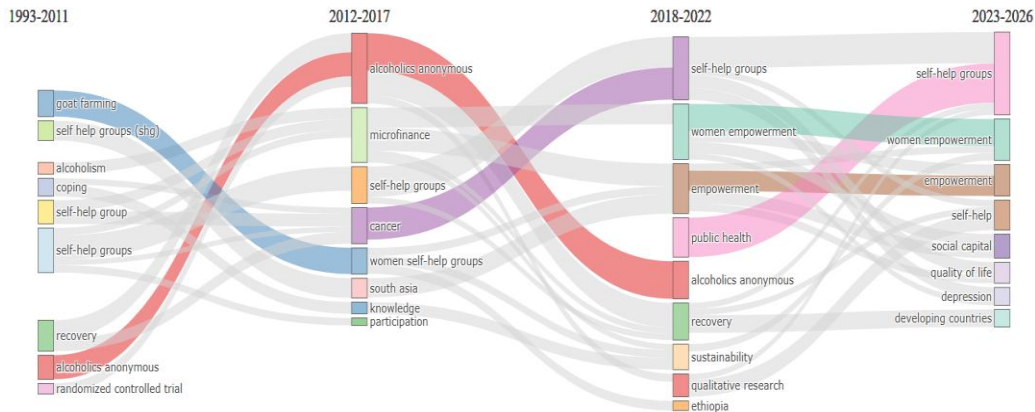 1993-2011
2012-2017
2018-2022
2023-2026
goat farming
self help groups (shg)
alcoholism
coping
self-help group
self-help groups
recovery
alcoholics anonymous
randomized controlled trial
alcoholics anonymous
microfinance
self-help groups
cancer
women self-help groups
south asia
knowledge
participation
self-help groups
women empowerment
empowerment
public health
alcoholics anonymous
recovery
sustainability
qualitative research
ethiopia
self-help groups
women empowerment
empowerment
self-help
social capital
quality of life
depression
developing countries